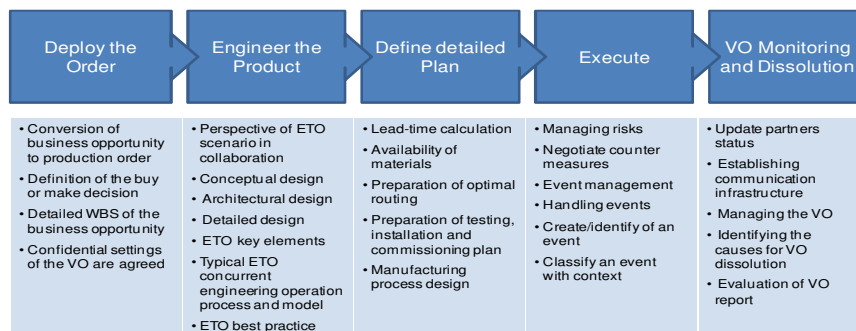 Deploy the
Order
Engineer the
Product
Define detailed
Plan
Execute
VO Monitoring
and Dissolution
• Conversion of
business opportunity
to production order
• Definition of the buy
or make decision
• Detailed WBS of the
business opportunity
• Confidential settings
of the VO are agreed
• Perspective of ETO
scenario in
collaboration
• Conceptual design
• Architectural design
• Detailed design
• ETO key elements
• Typical ETO
concurrent
engineering operation
process and model
• ETO best practice
• Lead-time calculation
• Availability of
materials
• Preparation of optimal
routing
• Preparation of testing,
installation and
commissioning plan
• Manufacturing
process design
• Managing risks
• Negotiate counter
measures
• Event management
• Handling events
• Create/identify of an
event
• Classify an event
with context
• Update partners
status
• Establishing
communication
infrastructure
• Managing the VO
• Identifying the
causes for VO
dissolution
• Evaluation of VO
report